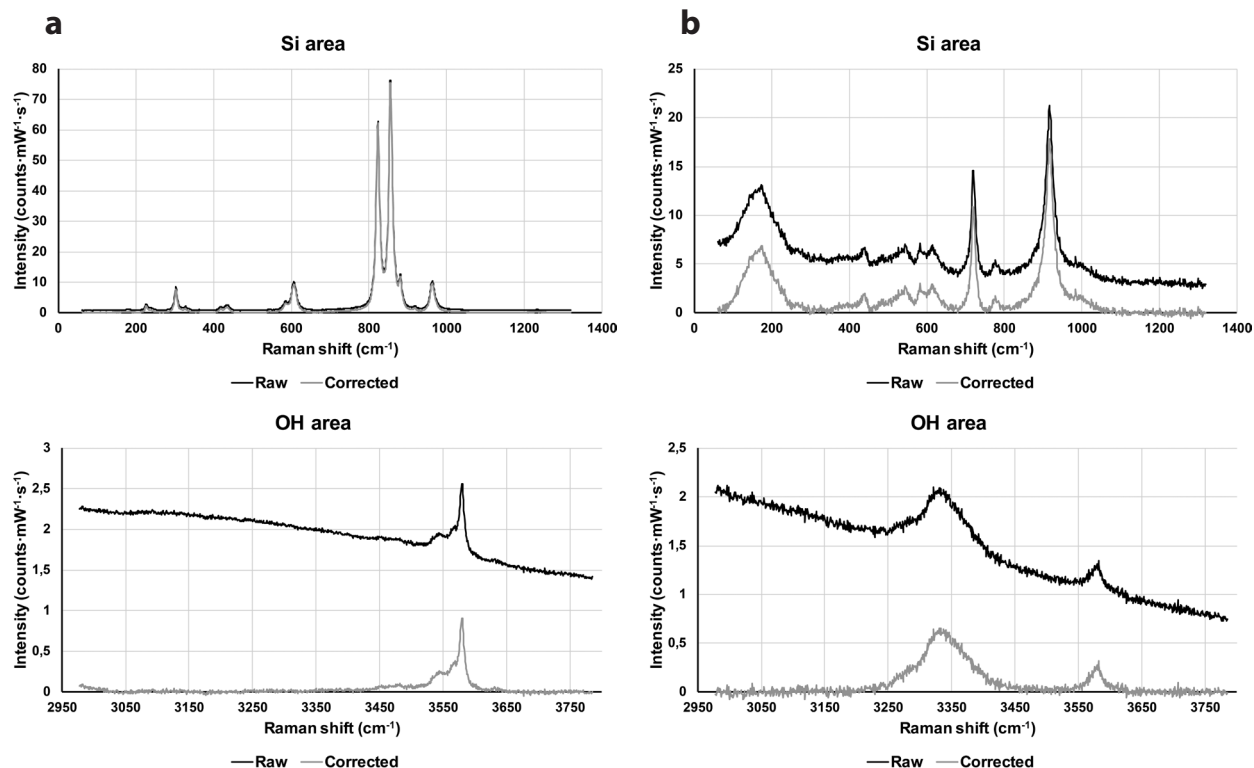 a
Si area
80
70
60
50
40
30
20
10
0
Intensity (counts·mW⁻¹·s⁻¹)
0 200 400 600 800 1000 1200 1400
Raman shift (cm⁻¹)
Raw Corrected
b
Si area
25
20
15
10
5
0
Intensity (counts·mW⁻¹·s⁻¹)
0 200 400 600 800 1000 1200 1400
Raman shift (cm⁻¹)
Raw Corrected
OH area
3
2,5
2
1,5
1
0,5
0
Intensity (counts·mW⁻¹·s⁻¹)
2950 3050 3150 3250 3350 3450 3550 3650 3750
Raman shift (cm⁻¹)
Raw Corrected
OH area
2,5
2
1,5
1
0,5
0
Intensity (counts·mW⁻¹·s⁻¹)
2950 3050 3150 3250 3350 3450 3550 3650 3750
Raman shift (cm⁻¹)
Raw Corrected